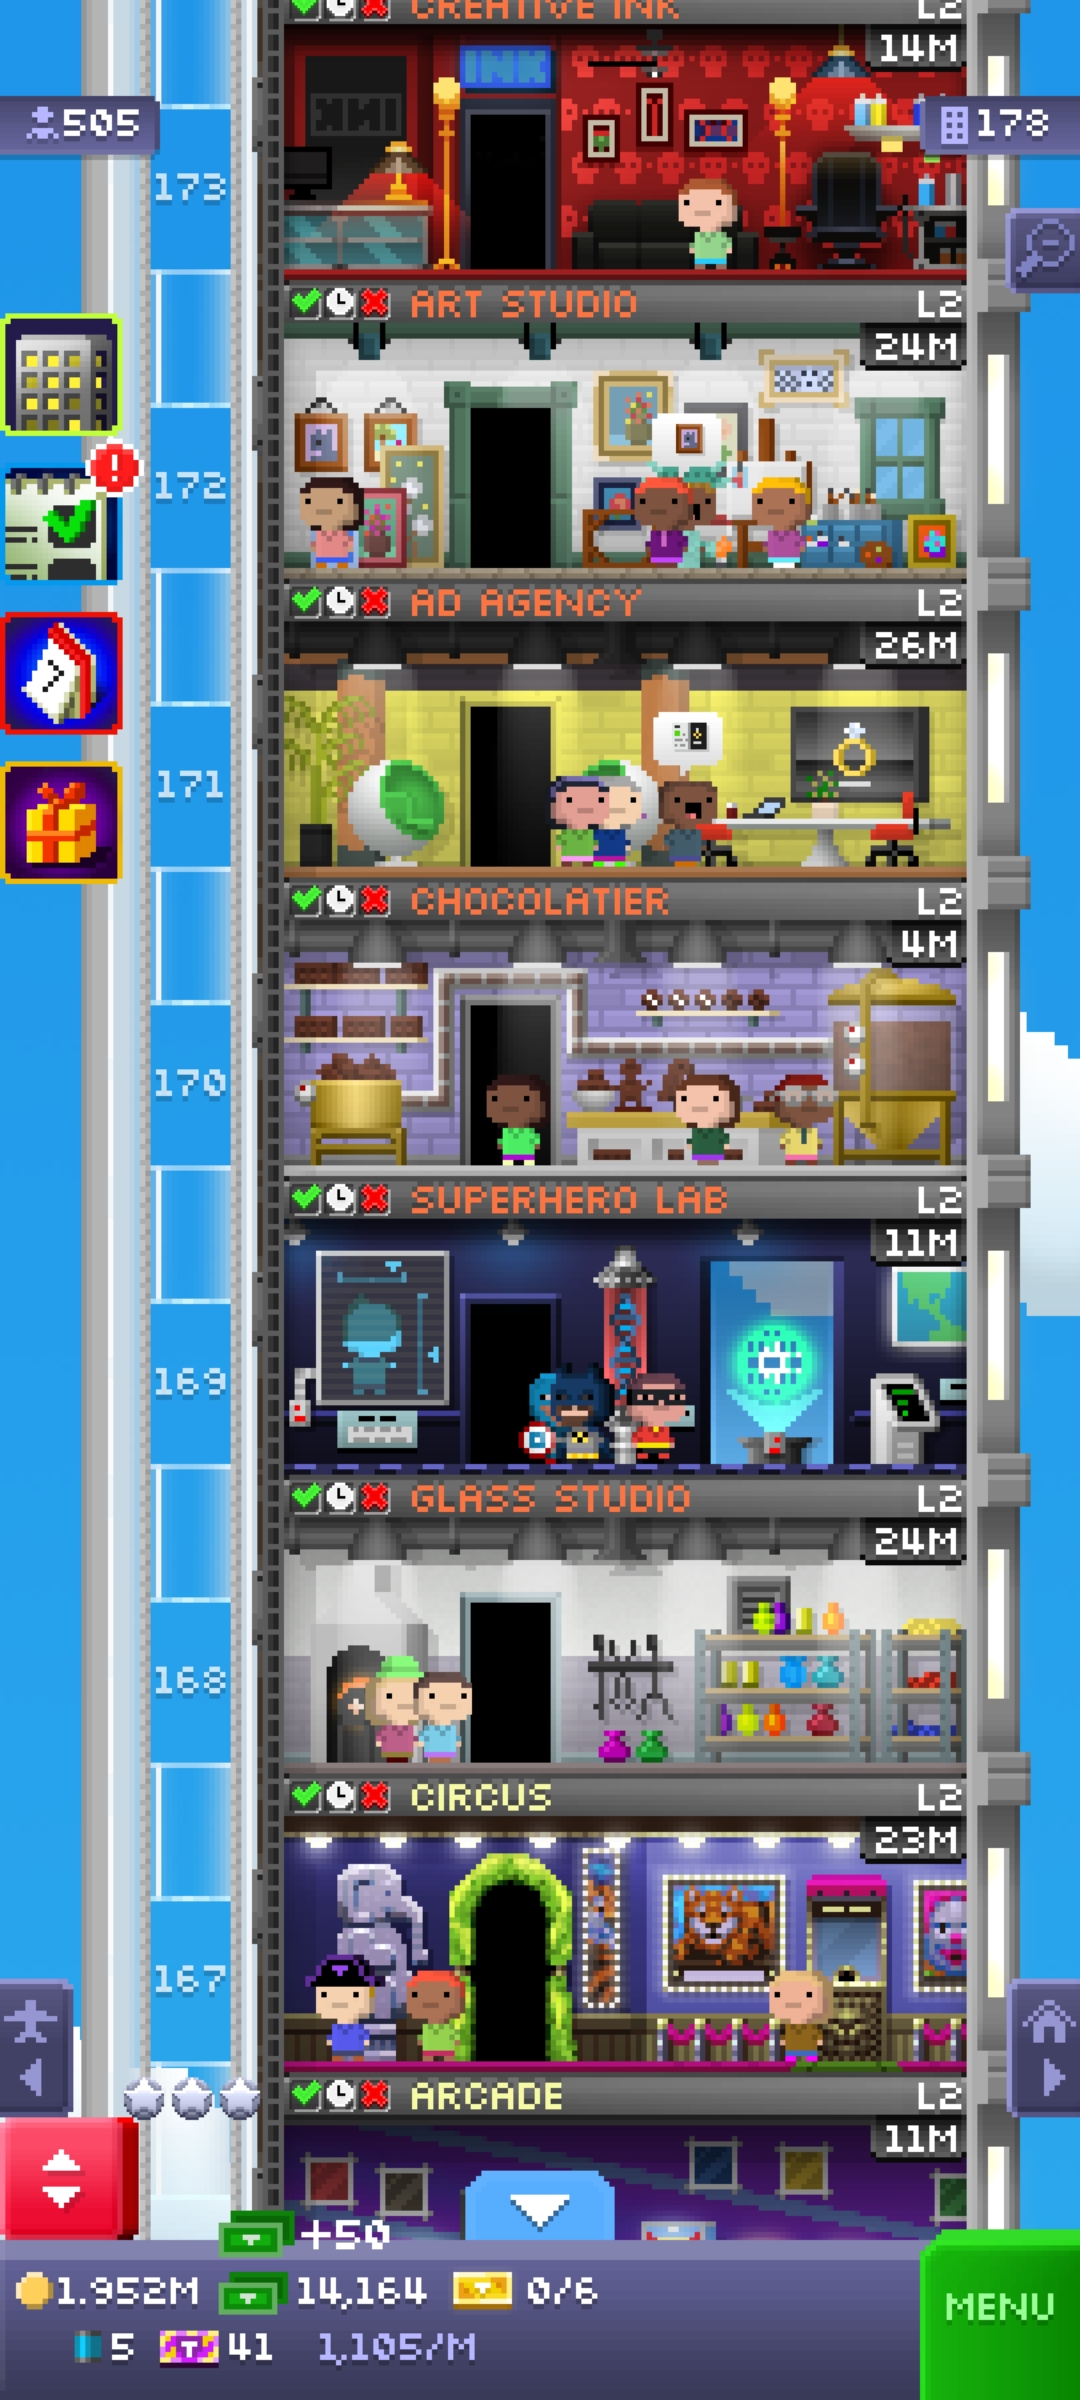 CREATIVE INK L2
14M
INK
505
178
173
ART STUDIO L2
24M
172
AD AGENCY L2
26M
171
CHOCOLATIER L2
4M
170
SUPERHERO LAB L2
11M
169
GLASS STUDIO L2
24M
168
CIRCUS L2
23M
167
ARCADE L2
11M
+50
1.952M 14,164 0/6
MENU
5 41 1,105/M